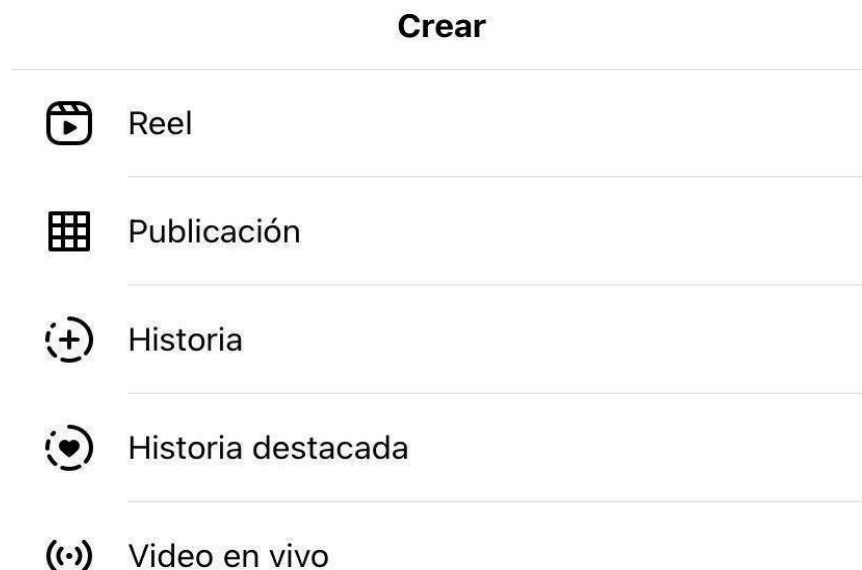 Crear
Reel
Publicación
Historia
Historia destacada
Video en vivo